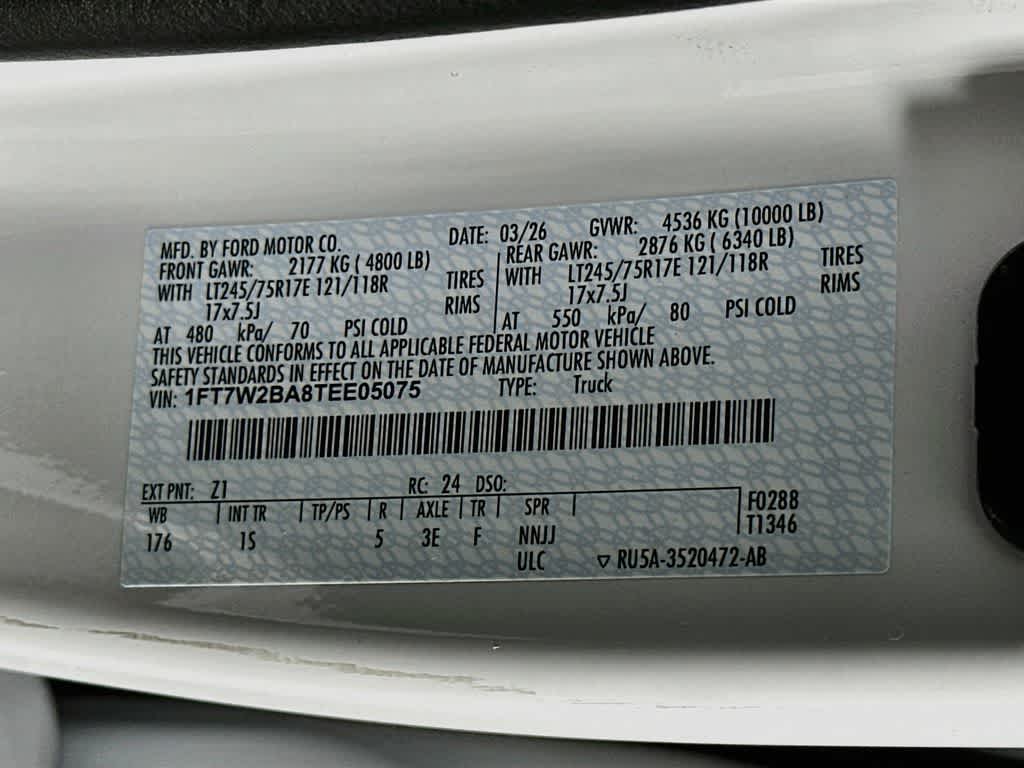 MFD. BY FORD MOTOR CO. DATE: 03/26 GVWR: 4536 KG (10000 LB)
FRONT GAWR: 2177 KG ( 4800 LB) REAR GAWR: 2876 KG ( 6340 LB)
WITH LT245/75R17E 121/118R TIRES WITH LT245/75R17E 121/118R TIRES
17x7.5J RIMS 17x7.5J RIMS
AT 480 kPa/ 70 PSI COLD AT 550 kPa/ 80 PSI COLD
THIS VEHICLE CONFORMS TO ALL APPLICABLE FEDERAL MOTOR VEHICLE
SAFETY STANDARDS IN EFFECT ON THE DATE OF MANUFACTURE SHOWN ABOVE.
VIN: 1FT7W2BA8TEE05075 TYPE: Truck
EXT PNT: Z1 RC: 24 DSO:
WB INT TR TP/PS R AXLE TR SPR F0288
176 1S 5 3E F NNJJ T1346
ULC ▽ RU5A-3520472-AB